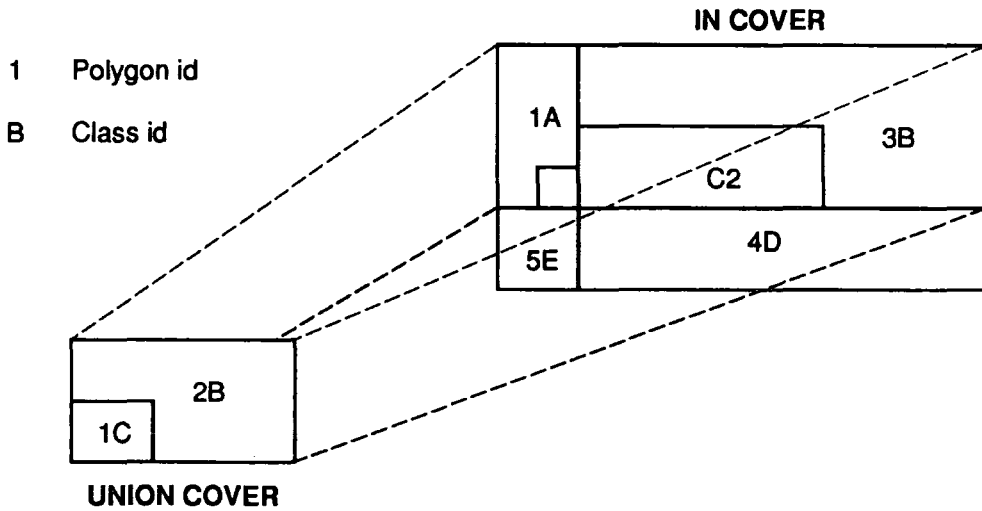 IN COVER
1 Polygon id
B Class id
1A
3B
C2
4D
5E
2B
1C
UNION COVER